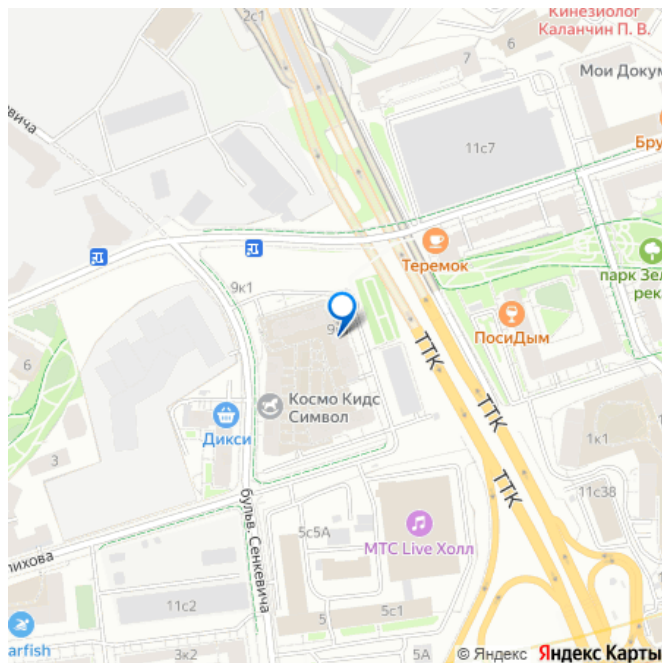 2с1
Кинезиолог
Каланчин П. В.
6
7
Мои Докум
евича
11с7
Бру
Теремок
парк Зел
река
9к1
9
ПосиДым
ТТК
6
Космо Кидс
Символ
Дикси
ТТК
3
1к1
ТТК
11с38
5с5А
МТС Live Холл
лихова
бульв. Сенкевича
11с2
5
5с1
arfish
3к2
5А
© Яндекс Яндекс Карты